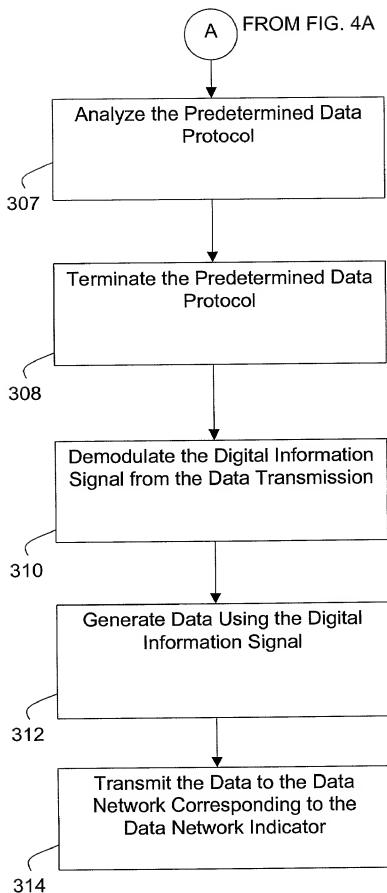 A
FROM FIG. 4A
Analyze the Predetermined Data
Protocol
307
Terminate the Predetermined Data
Protocol
308
Demodulate the Digital Information
Signal from the Data Transmission
310
Generate Data Using the Digital
Information Signal
312
Transmit the Data to the Data
Network Corresponding to the
Data Network Indicator
314